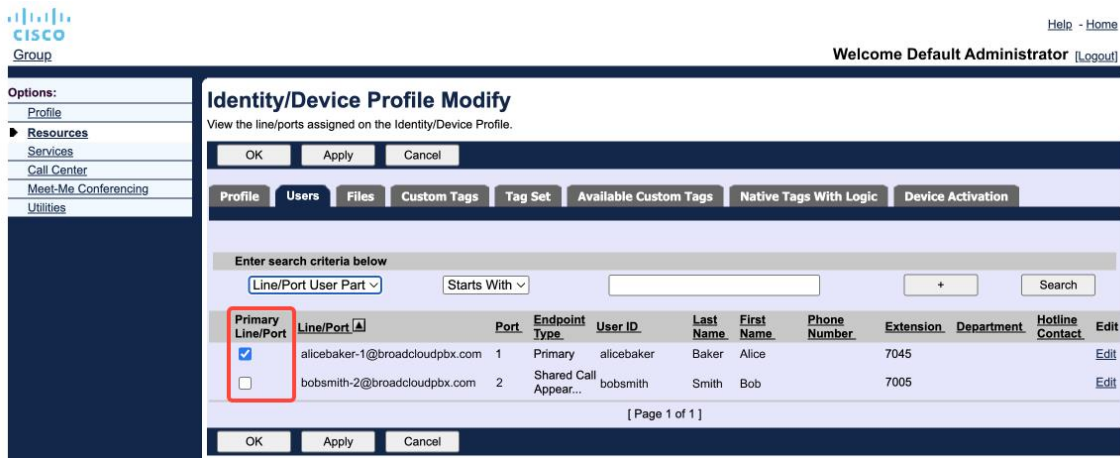 CISCO
Help - Home
Group
Welcome Default Administrator [Logout]
Options:
Profile
Resources
Services
Call Center
Meet-Me Conferencing
Utilities
Identity/Device Profile Modify
View the line/ports assigned on the Identity/Device Profile.
OK Apply Cancel
Profile Users Files Custom Tags Tag Set Available Custom Tags Native Tags With Logic Device Activation
Enter search criteria below
Line/Port User Part Starts With + Search
Primary Line/Port Line/Port Port Endpoint Type User ID Last Name First Name Phone Number Extension Department Hotline Contact Edit
alicebaker-1@broadcloudpbx.com 1 Primary alicebaker Baker Alice 7045 Edit
bobsmith-2@broadcloudpbx.com 2 Shared Call Appear... bobsmith Smith Bob 7005 Edit
[ Page 1 of 1 ]
OK Apply Cancel